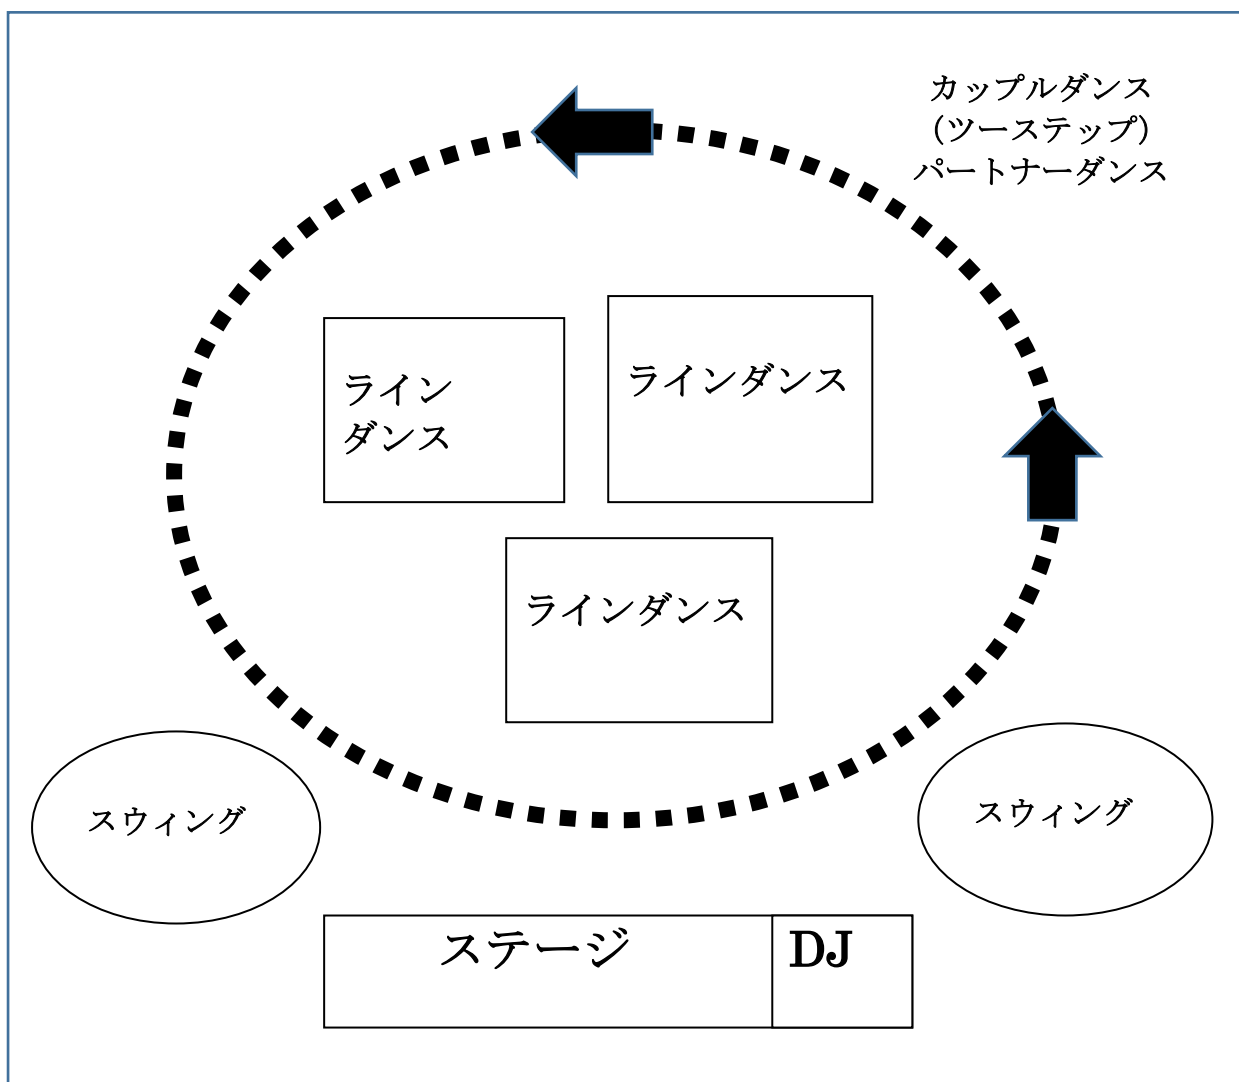 カップルダンス
(ツーステップ)
パートナーダンス
ライン
ダンス
ラインダンス
ラインダンス
スウィング
スウィング
ステージ
DJ